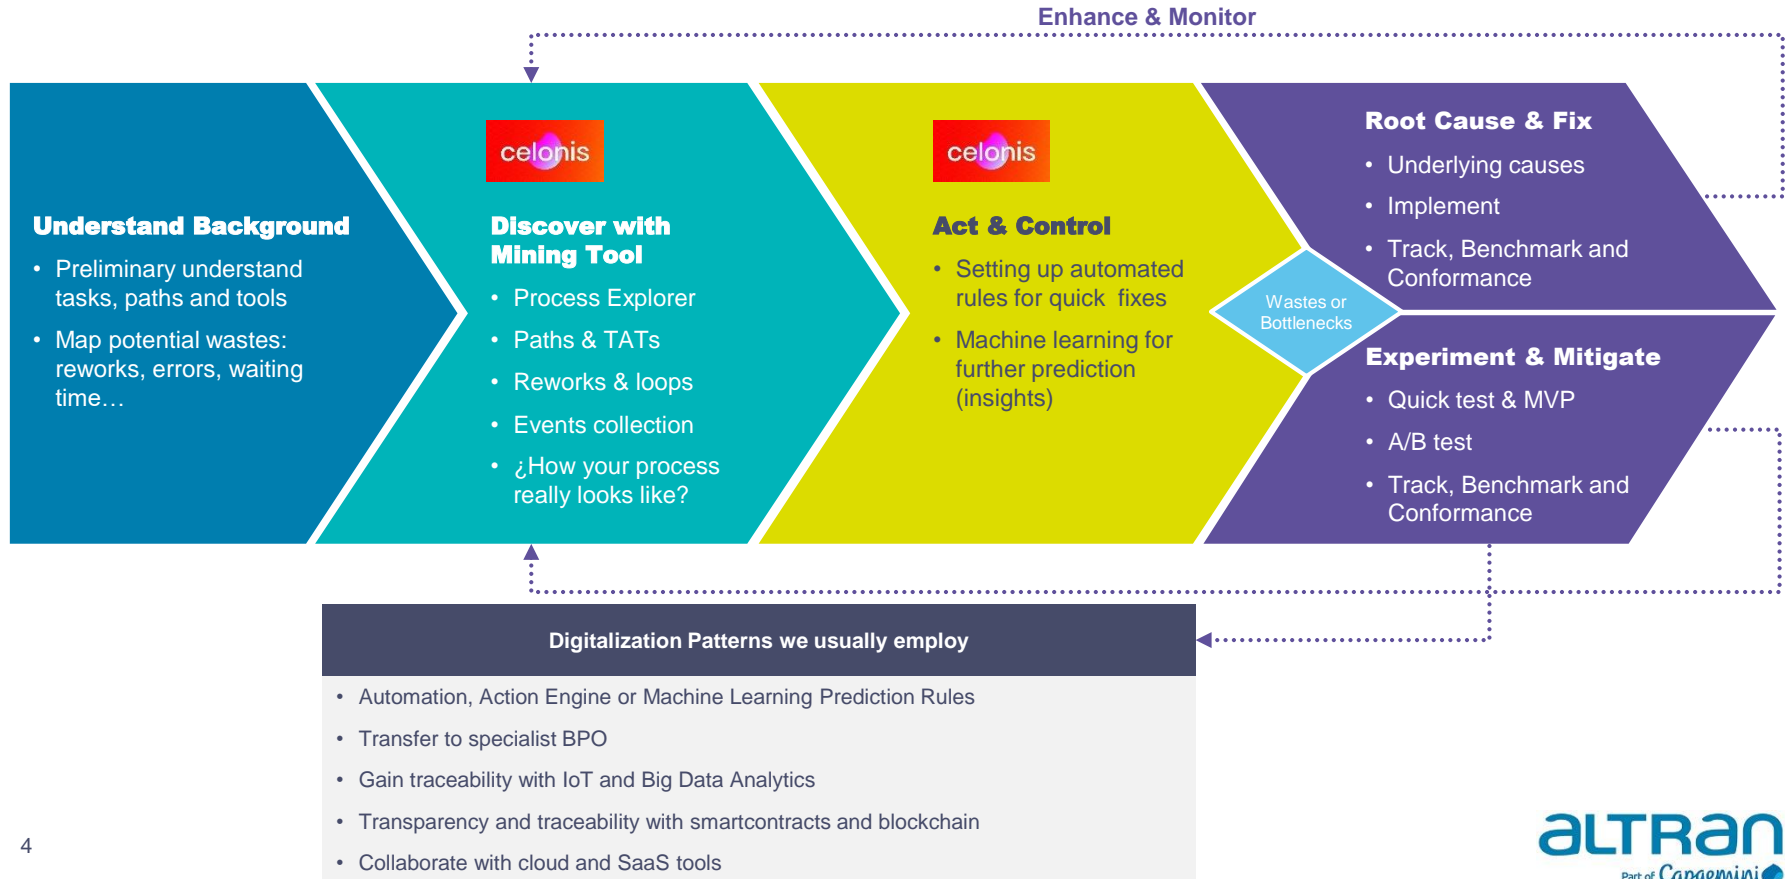 Enhance & Monitor
celonis
celonis
Understand Background
• Preliminary understand
tasks, paths and tools
• Map potential wastes:
reworks, errors, waiting
time…
Discover with
Mining Tool
• Process Explorer
• Paths & TATs
• Reworks & loops
• Events collection
• ¿How your process
really looks like?
Act & Control
• Setting up automated
rules for quick  fixes
• Machine learning for
further prediction
(insights)
Wastes or
Bottlenecks
Root Cause & Fix
• Underlying causes
• Implement
• Track, Benchmark and
Conformance
Experiment & Mitigate
• Quick test & MVP
• A/B test
• Track, Benchmark and
Conformance
Digitalization Patterns we usually employ
• Automation, Action Engine or Machine Learning Prediction Rules
• Transfer to specialist BPO
• Gain traceability with IoT and Big Data Analytics
• Transparency and traceability with smartcontracts and blockchain
• Collaborate with cloud and SaaS tools
4
aLTRan
Part of Capgemini